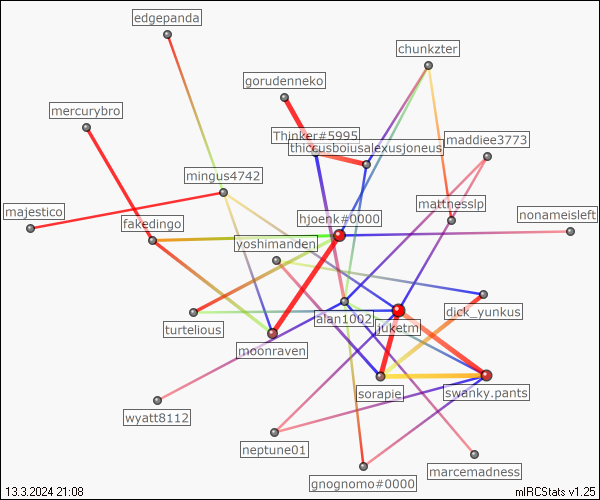 edgepanda
chunkzter
gorudenneko
mercurybro
Thinker#5995
maddiee3773
thiccusboiusalexusjoneus
mingus4742
mattnesslp
majestico
hjoenk#0000
nonameisleft
fakedingo
yoshimanden
dick_yunkus
alan1002
turtelious
juketm
moonraven
sorapie
swanky.pants
wyatt8112
neptune01
marcemadness
gnognomo#0000
13.3.2024 21:08
mIRCStats v1.25